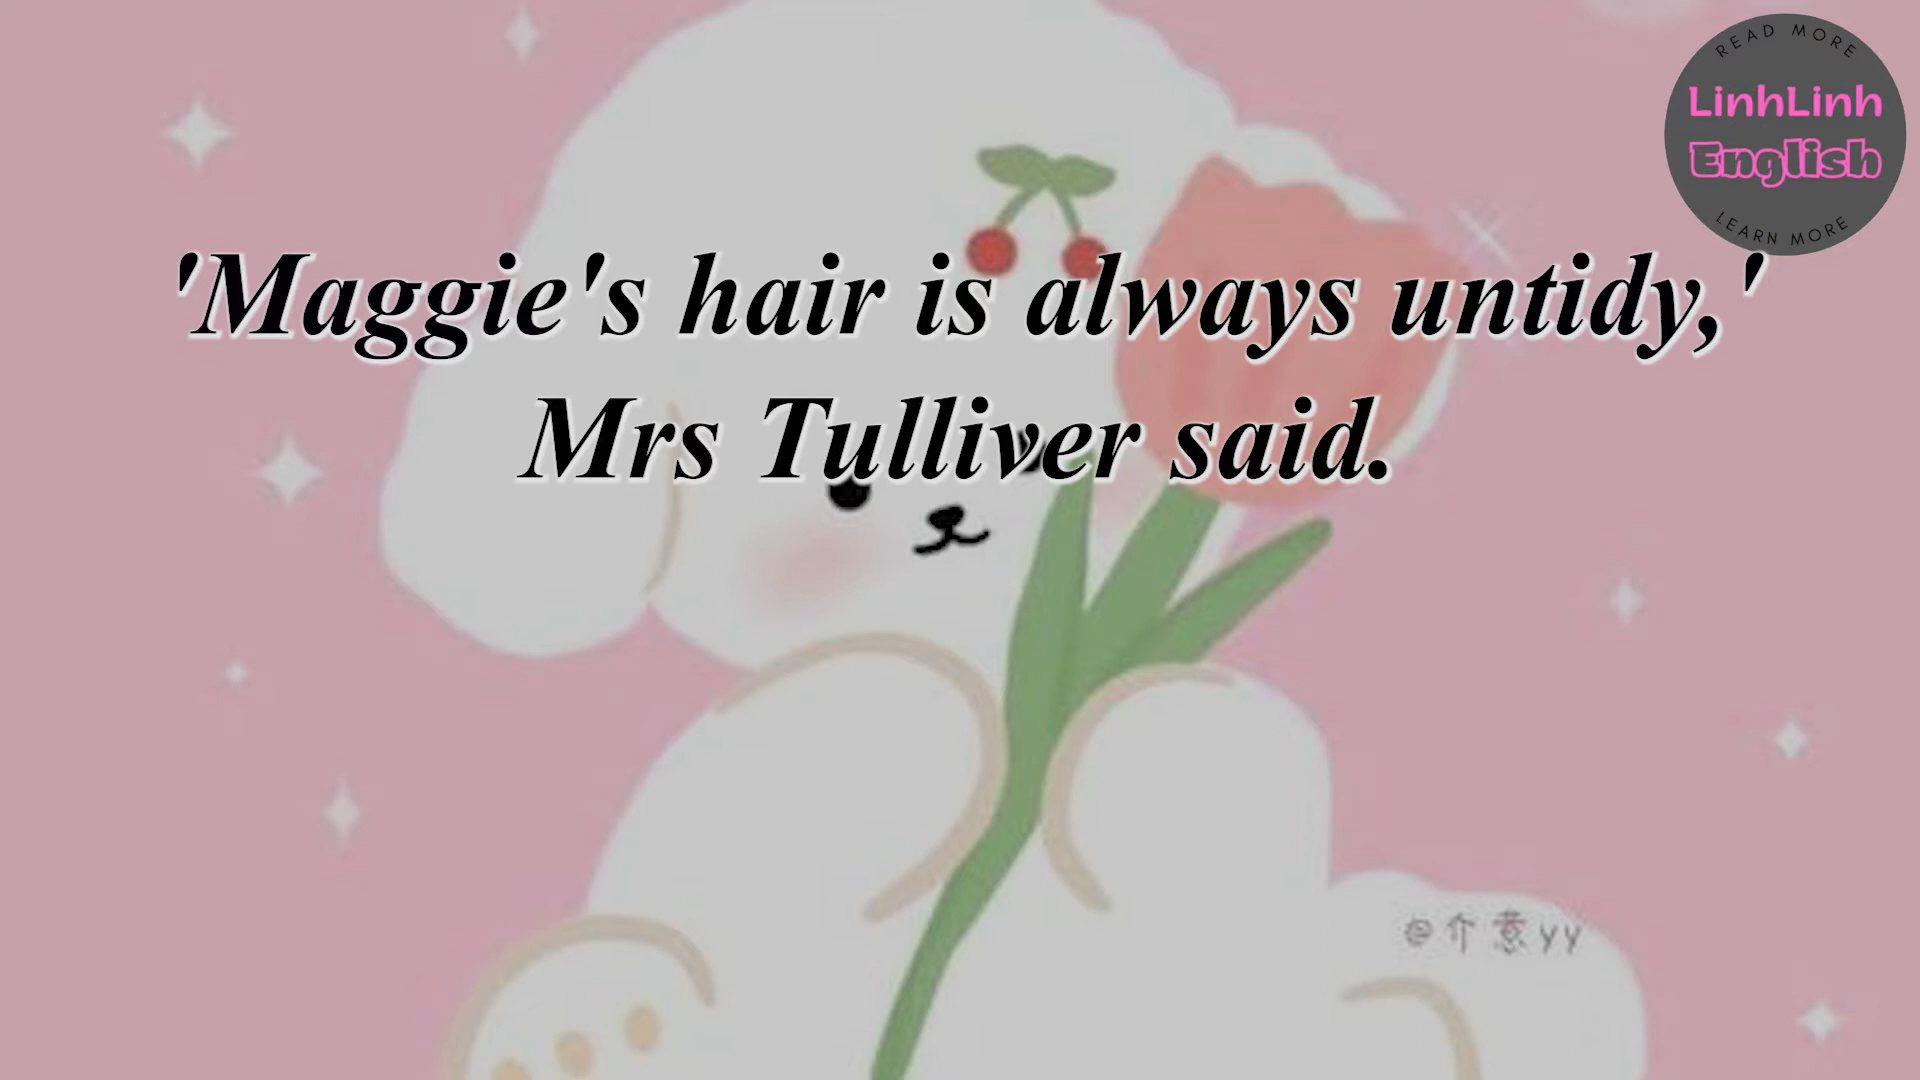 READ MORE
LinhLinh
English
LEARN MORE
'Maggie's hair is always untidy,'
Mrs Tulliver said.
@介意yy